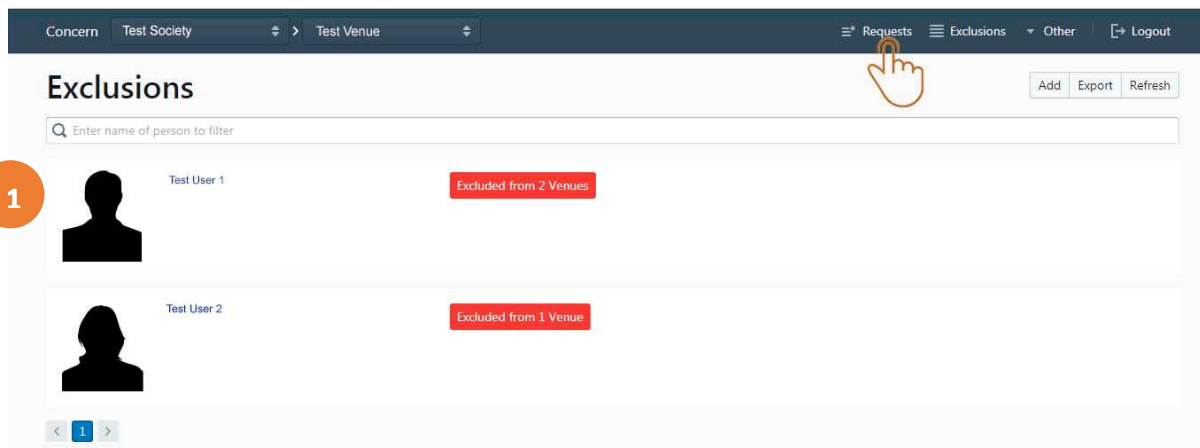 Concern Test Society > Test Venue Requests Exclusions Other Logout
Exclusions
Add Export Refresh
Enter name of person to filter
1
Test User 1
Excluded from 2 Venues
Test User 2
Excluded from 1 Venue
< 1 >